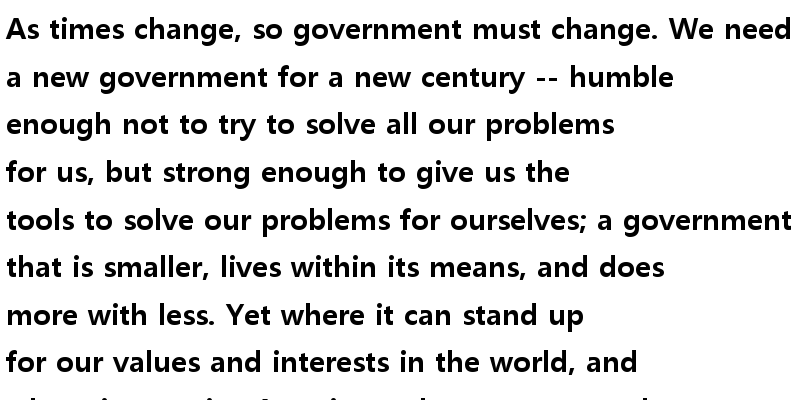 As times change, so government must change. We need
a new government for a new century -- humble
enough not to try to solve all our problems
for us, but strong enough to give us the
tools to solve our problems for ourselves; a government
that is smaller, lives within its means, and does
more with less. Yet where it can stand up
for our values and interests in the world, and